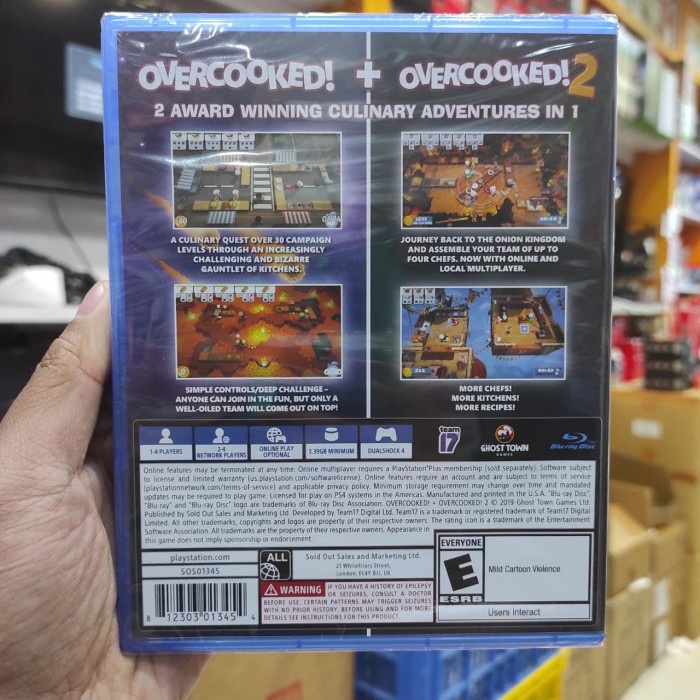 OVERCOOKED! + OVERCOOKED! 2
2 AWARD WINNING CULINARY ADVENTURES IN 1
A CULINARY QUEST OVER 30 CAMPAIGN
LEVELS THROUGH AN INCREASINGLY
CHALLENGING AND BIZARRE
GAUNTLET OF KITCHENS.
JOURNEY BACK TO THE ONION KINGDOM
AND ASSEMBLE YOUR TEAM OF UP TO
FOUR CHEFS. NOW WITH ONLINE AND
LOCAL MULTIPLAYER.
SIMPLE CONTROLS/DEEP CHALLENGE –
ANYONE CAN JOIN IN THE FUN, BUT ONLY A
WELL-OILED TEAM WILL COME OUT ON TOP!
MORE CHEFS!
MORE KITCHENS!
MORE RECIPES!
1-4 PLAYERS
2-4
NETWORK PLAYERS
ONLINE PLAY
OPTIONAL
3.39GB MINIMUM
DUALSHOCK 4
team
17
GHOST TOWN
GAMES
Blu-ray Disc
Online features may be terminated at any time. Online multiplayer requires a PlayStation®Plus membership (sold separately). Software subject
to license and limited warranty (us.playstation.com/softwarelicense). Online features require an account and are subject to terms of service
(playstationnetwork.com/terms-of-service) and applicable privacy policy. Minimum storage requirement may change over time and mandated
updates may be required to play game. Licensed for play on PS4 systems in the Americas. Manufactured and printed in the U.S.A. "Blu-ray Disc",
"Blu-ray" and "Blu-ray Disc" logo are trademarks of Blu-ray Disc Association. OVERCOOKED! + OVERCOOKED! 2 © 2019 Ghost Town Games Ltd.
Published by Sold Out Sales and Marketing Ltd. Developed by Team17 Digital Ltd. Team17 is a trademark or registered trademark of Team17 Digital
Limited. All other trademarks, copyrights and logos are property of their respective owners. The rating icon is a trademark of the Entertainment
Software Association. All trademarks are the property of their respective owners. Appearance in
this game does not imply sponsorship or endorsement.
playstation.com
SOS01345
ALL
Sold Out Sales and Marketing Ltd.
21 Whitefriars Street,
London, EC4Y 8JJ, UK
8 12303 01345 4
WARNING IF YOU HAVE A HISTORY OF EPILEPSY
OR SEIZURES, CONSULT A DOCTOR
BEFORE USE. CERTAIN PATTERNS MAY TRIGGER SEIZURES
WITH NO PRIOR HISTORY. BEFORE USING AND FOR MORE
DETAILS SEE INSTRUCTIONS FOR THIS PRODUCT.
EVERYONE
E
ESRB
Mild Cartoon Violence
Users Interact